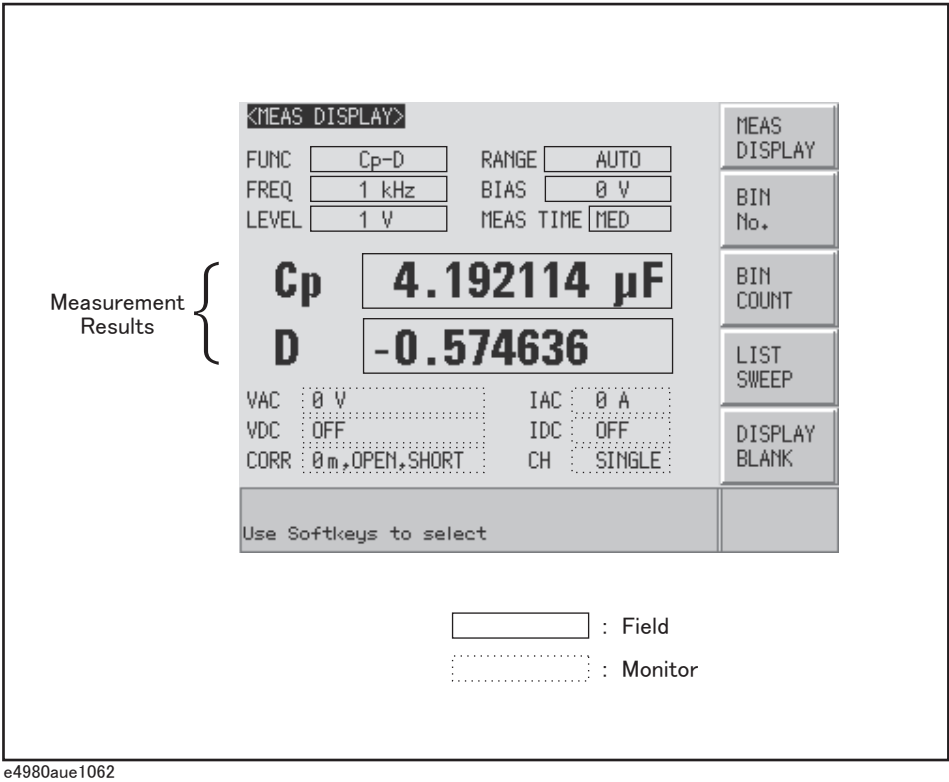 <MEAS DISPLAY>
FUNC Cp-D RANGE AUTO
FREQ 1 kHz BIAS 0 V
LEVEL 1 V MEAS TIME MED
Measurement
Results
Cp 4.192114 µF
D -0.574636
VAC 0 V IAC 0 A
VDC OFF IDC OFF
CORR 0m,OPEN,SHORT CH SINGLE
Use Softkeys to select
MEAS
DISPLAY
BIN
No.
BIN
COUNT
LIST
SWEEP
DISPLAY
BLANK
: Field
: Monitor
e4980aue1062